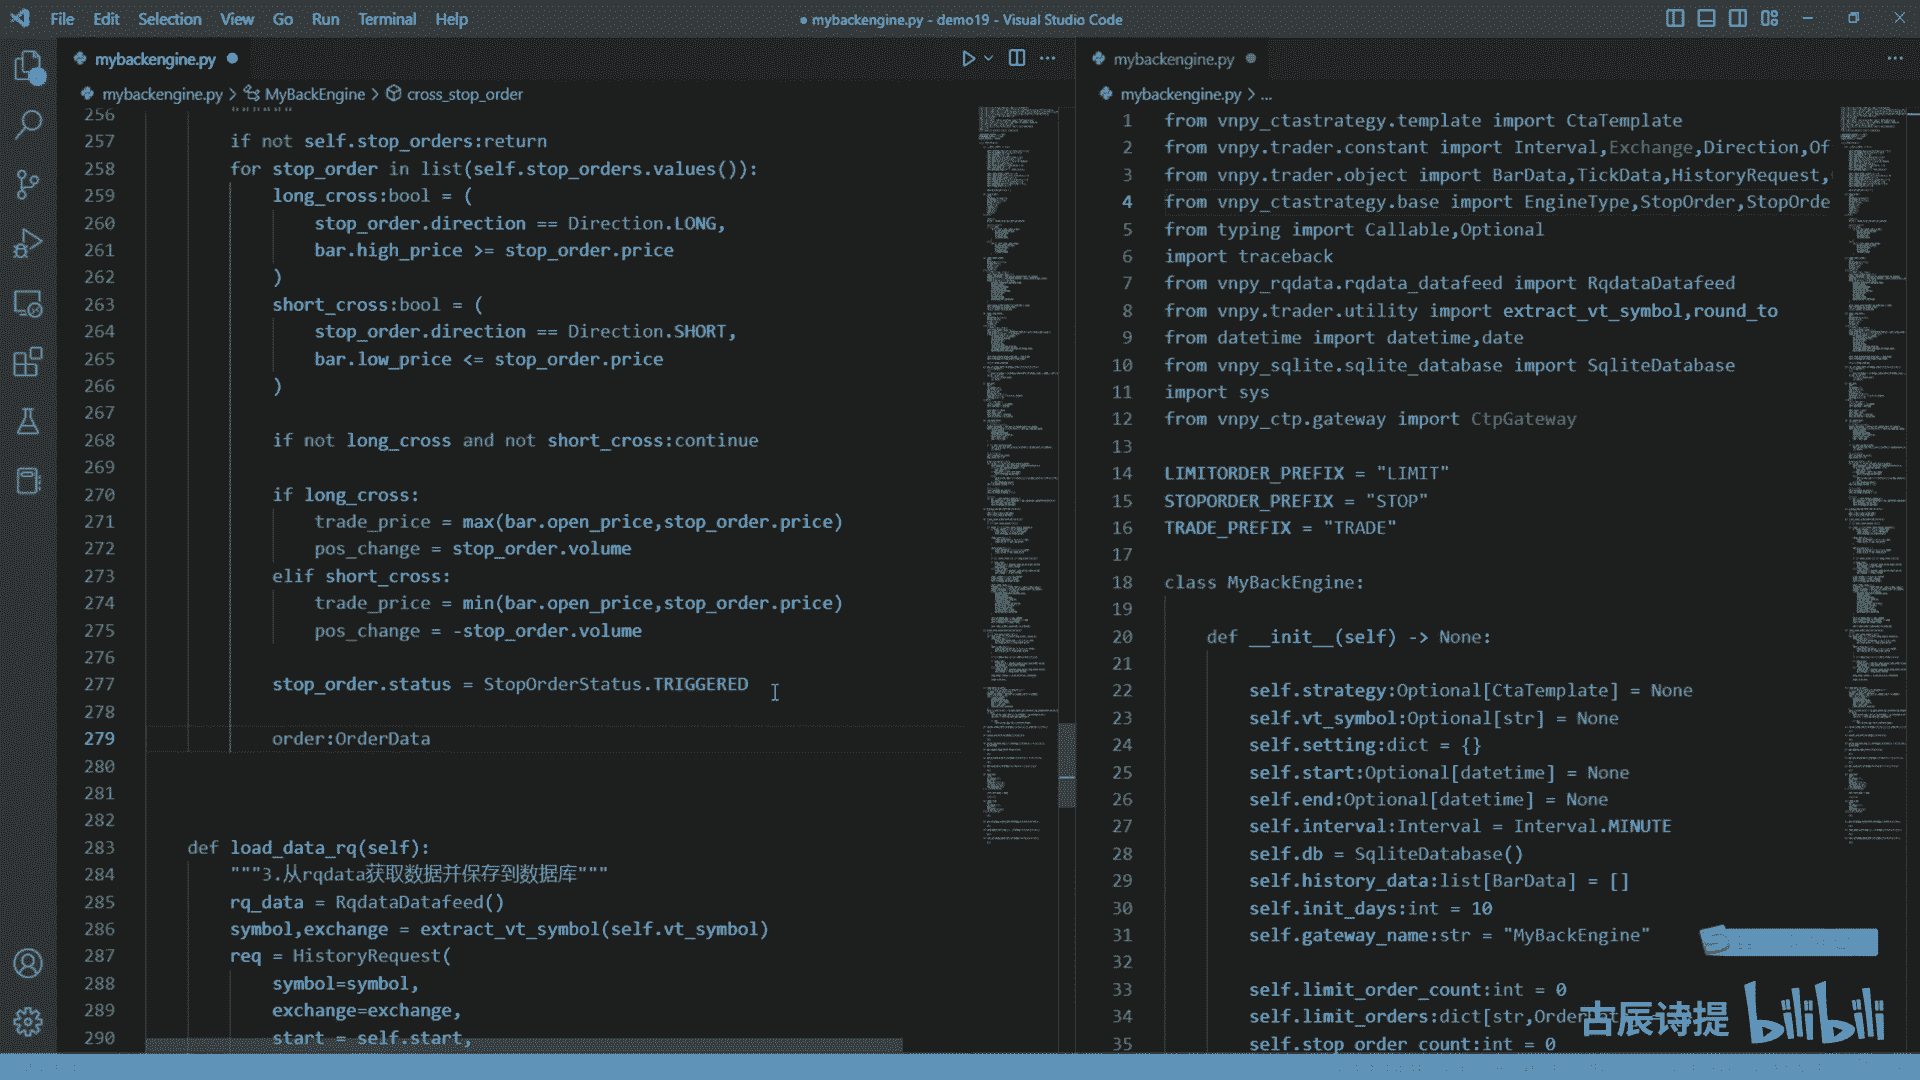 File Edit Selection View Go Run Terminal Help
● mybackengine.py - demo19 - Visual Studio Code
mybackengine.py
mybackengine.py > MyBackEngine > cross_stop_order
256
257 if not self.stop_orders:return
258 for stop_order in list(self.stop_orders.values()):
259 long_cross:bool = (
260 stop_order.direction == Direction.LONG,
261 bar.high_price >= stop_order.price
262 )
263 short_cross:bool = (
264 stop_order.direction == Direction.SHORT,
265 bar.low_price <= stop_order.price
266 )
267
268 if not long_cross and not short_cross:continue
269
270 if long_cross:
271 trade_price = max(bar.open_price,stop_order.price)
272 pos_change = stop_order.volume
273 elif short_cross:
274 trade_price = min(bar.open_price,stop_order.price)
275 pos_change = -stop_order.volume
276
277 stop_order.status = StopOrderStatus.TRIGGERED
278
279 order:OrderData
280
281
282
283 def load_data_rq(self):
284 """3.从rqdata获取数据并保存到数据库"""
285 rq_data = RqdataDatafeed()
286 symbol,exchange = extract_vt_symbol(self.vt_symbol)
287 req = HistoryRequest(
288 symbol=symbol,
289 exchange=exchange,
290 start = self.start,
mybackengine.py
mybackengine.py > ...
1 from vnpy_ctastrategy.template import CtaTemplate
2 from vnpy.trader.constant import Interval,Exchange,Direction,Of
3 from vnpy.trader.object import BarData,TickData,HistoryRequest,
4 from vnpy_ctastrategy.base import EngineType,StopOrder,StopOrde
5 from typing import Callable,Optional
6 import traceback
7 from vnpy_rqdata.rqdata_datafeed import RqdataDatafeed
8 from vnpy.trader.utility import extract_vt_symbol,round_to
9 from datetime import datetime,date
10 from vnpy_sqlite.sqlite_database import SqliteDatabase
11 import sys
12 from vnpy_ctp.gateway import CtpGateway
13
14 LIMITORDER_PREFIX = "LIMIT"
15 STOPORDER_PREFIX = "STOP"
16 TRADE_PREFIX = "TRADE"
17
18 class MyBackEngine:
19
20 def __init__(self) -> None:
21
22 self.strategy:Optional[CtaTemplate] = None
23 self.vt_symbol:Optional[str] = None
24 self.setting:dict = {}
25 self.start:Optional[datetime] = None
26 self.end:Optional[datetime] = None
27 self.interval:Interval = Interval.MINUTE
28 self.db = SqliteDatabase()
29 self.history_data:list[BarData] = []
30 self.init_days:int = 10
31 self.gateway_name:str = "MyBackEngine"
32
33 self.limit_order_count:int = 0
34 self.limit_orders:dict[str,Order
35 self.stop_order_count:int = 0
古辰诗提 bilibili